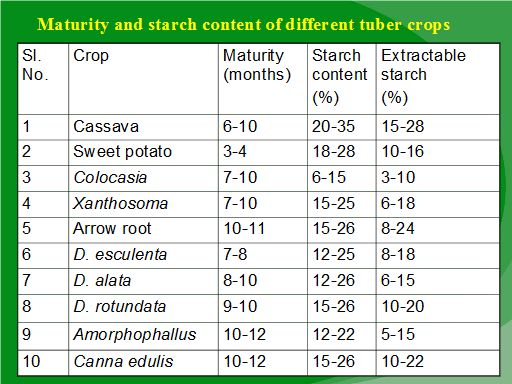 Maturity and starch content of different tuber crops
Sl. No. Crop Maturity (months) Starch content (%) Extractable starch (%)
1 Cassava 6-10 20-35 15-28
2 Sweet potato 3-4 18-28 10-16
3 Colocasia 7-10 6-15 3-10
4 Xanthosoma 7-10 15-25 6-18
5 Arrow root 10-11 15-26 8-24
6 D. esculenta 7-8 12-25 8-18
7 D. alata 8-10 12-26 6-15
8 D. rotundata 9-10 15-26 10-20
9 Amorphophallus 10-12 12-22 5-15
10 Canna edulis 10-12 15-26 10-22